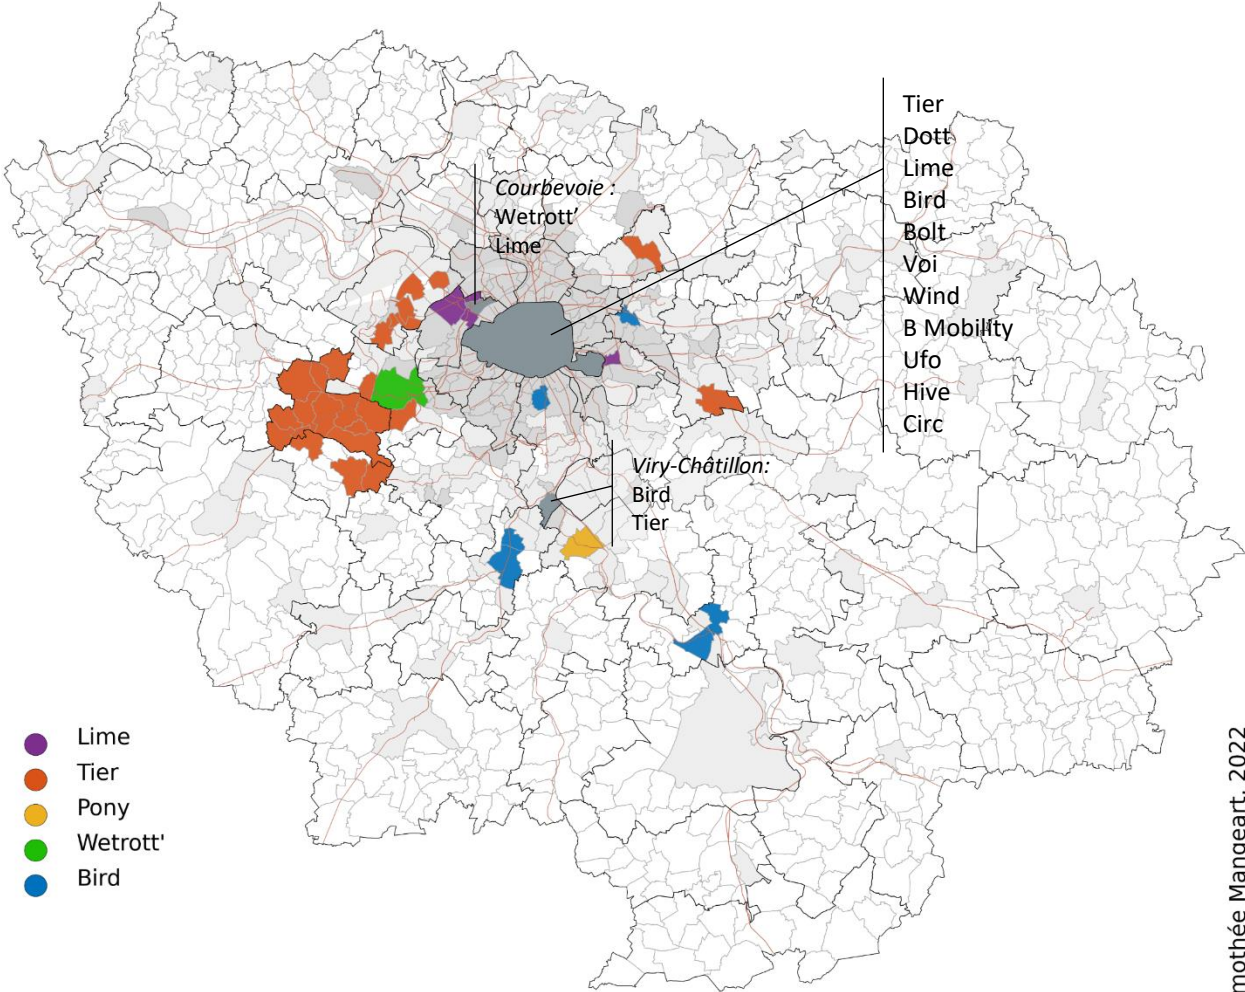 Tier
Dott
Lime
Bird
Bolt
Voi
Wind
B Mobility
Ufo
Hive
Circ
Courbevoie :
Wetrott’
Lime
Viry-Châtillon:
Bird
Tier
Lime
Tier
Pony
Wetrott'
Bird
mothée Mangeart, 2022